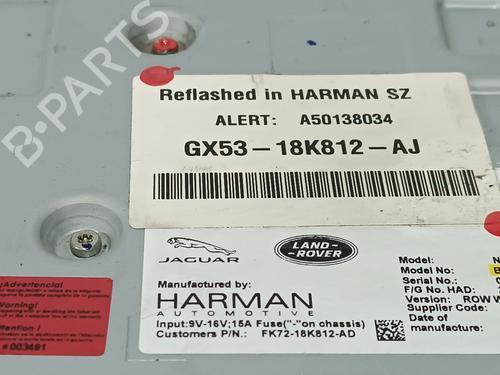 B-PARTS
Reflashed in HARMAN SZ
ALERT: A50138034
GX53-18K812-AJ
JAGUAR
LAND-ROVER
Manufactured by:
HARMAN
AUTOMOTIVE
Input:9V-16V;15A Fuse("-"on chassis)
Customers P/N: FK72-18K812-AD
Model:
Model No:
Serial No.:
F/G No. HAR
Version: ROW W
Supplier Code:
Date of
manufacture:
¡Advertencia!
Warning!
Attention !
# 003491